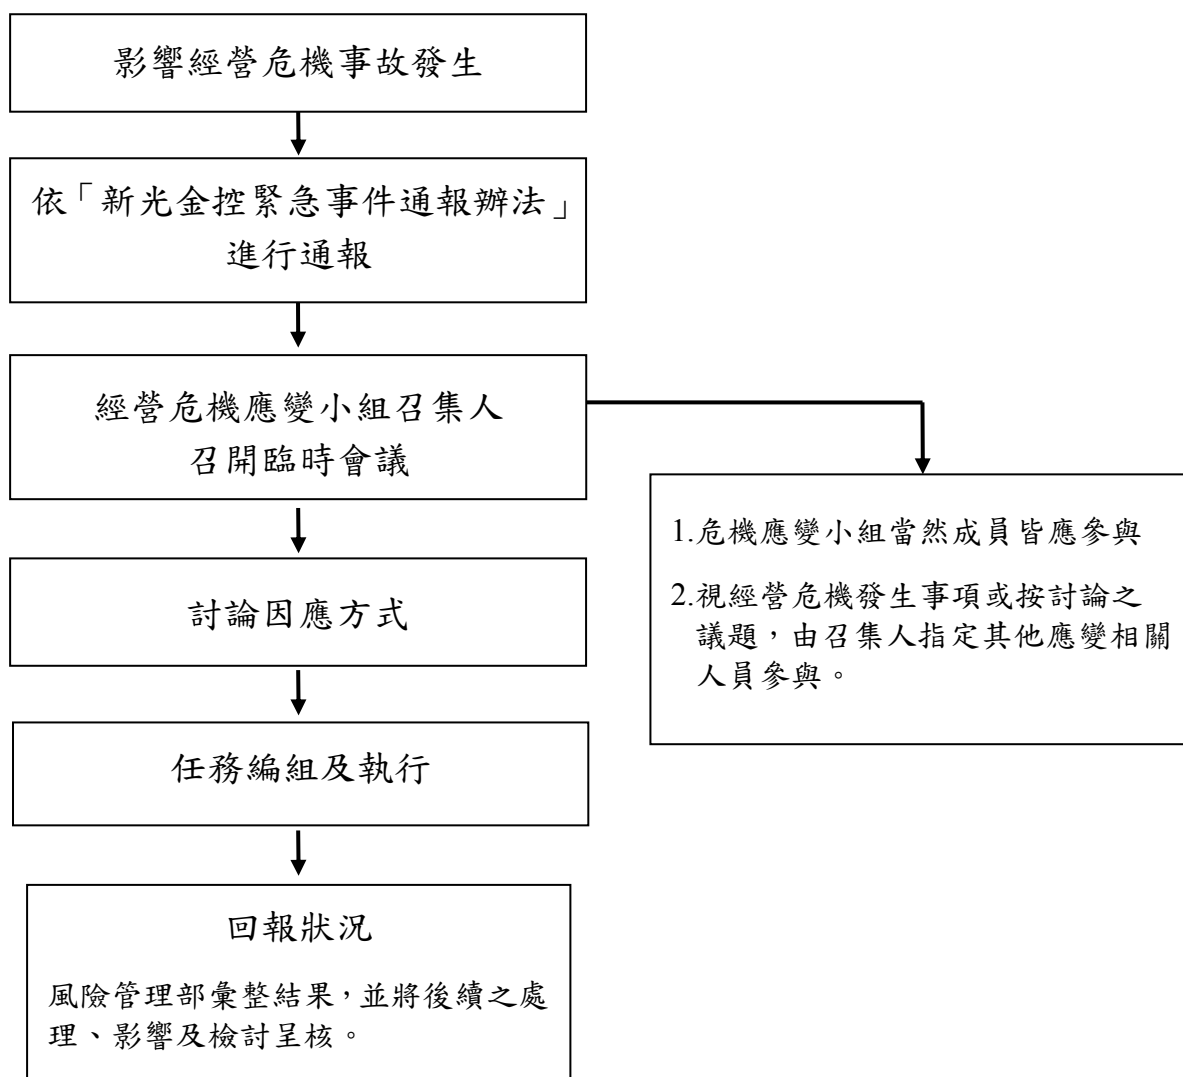 影響經營危機事故發生
依「新光金控緊急事件通報辦法」
進行通報
經營危機應變小組召集人
召開臨時會議
1.危機應變小組當然成員皆應參與
2.視經營危機發生事項或按討論之
議題，由召集人指定其他應變相關
人員參與。
討論因應方式
任務編組及執行
回報狀況
風險管理部彙整結果，並將後續之處
理、影響及檢討呈核。